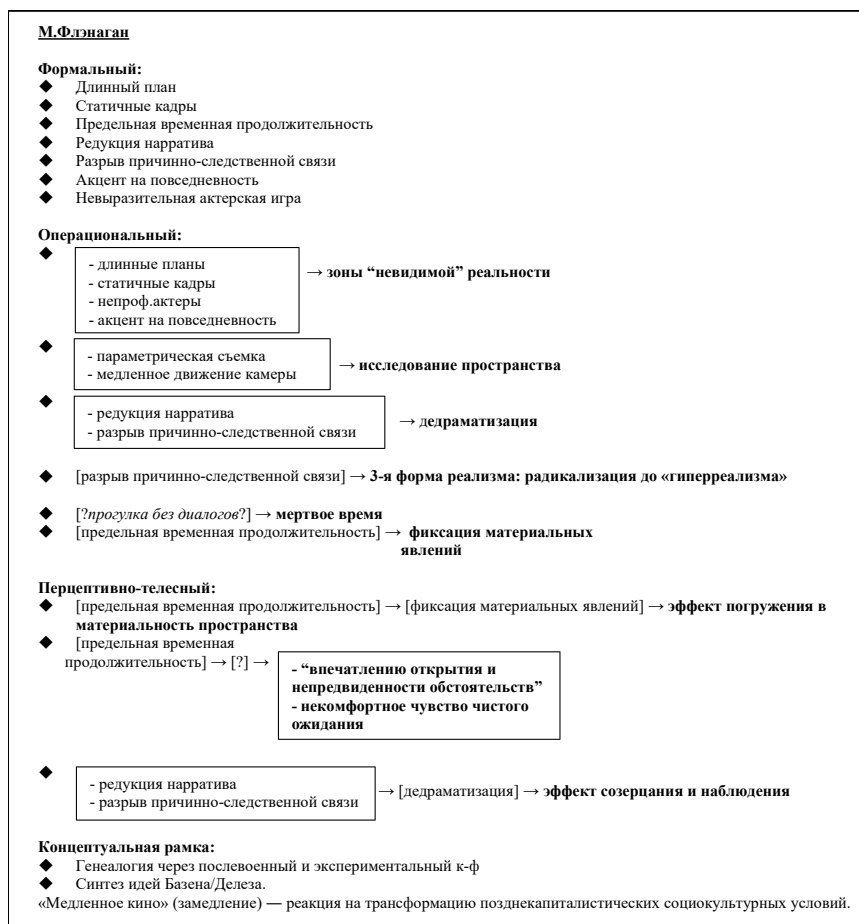 М.Флэнаган
Формальный:
◆ Длинный план
◆ Статичные кадры
◆ Предельная временная продолжительность
◆ Редукция нарратива
◆ Разрыв причинно-следственной связи
◆ Акцент на повседневность
◆ Невыразительная актерская игра
Операциональный:
◆
- длинные планы
- статичные кадры
- непроф.актеры
- акцент на повседневность
→ зоны “невидимой” реальности
◆
- параметрическая съемка
- медленное движение камеры
→ исследование пространства
◆
- редукция нарратива
- разрыв причинно-следственной связи
→ дедраматизация
◆ [разрыв причинно-следственной связи] → 3-я форма реализма: радикализация до «гиперреализма»
◆ [?прогулка без диалогов?] → мертвое время
◆ [предельная временная продолжительность] → фиксация материальных
явлений
Перцептивно-телесный:
◆ [предельная временная продолжительность] → [фиксация материальных явлений] → эффект погружения в
материальность пространства
◆ [предельная временная
продолжительность] → [?] →
- “впечатлению открытия и
непредвиденности обстоятельств”
- некомфортное чувство чистого
ожидания
◆
- редукция нарратива
- разрыв причинно-следственной связи
→ [дедраматизация] → эффект созерцания и наблюдения
Концептуальная рамка:
◆ Генеалогия через послевоенный и экспериментальный к-ф
◆ Синтез идей Базена/Делеза.
«Медленное кино» (замедление) — реакция на трансформацию позднекапиталистических социокультурных условий.